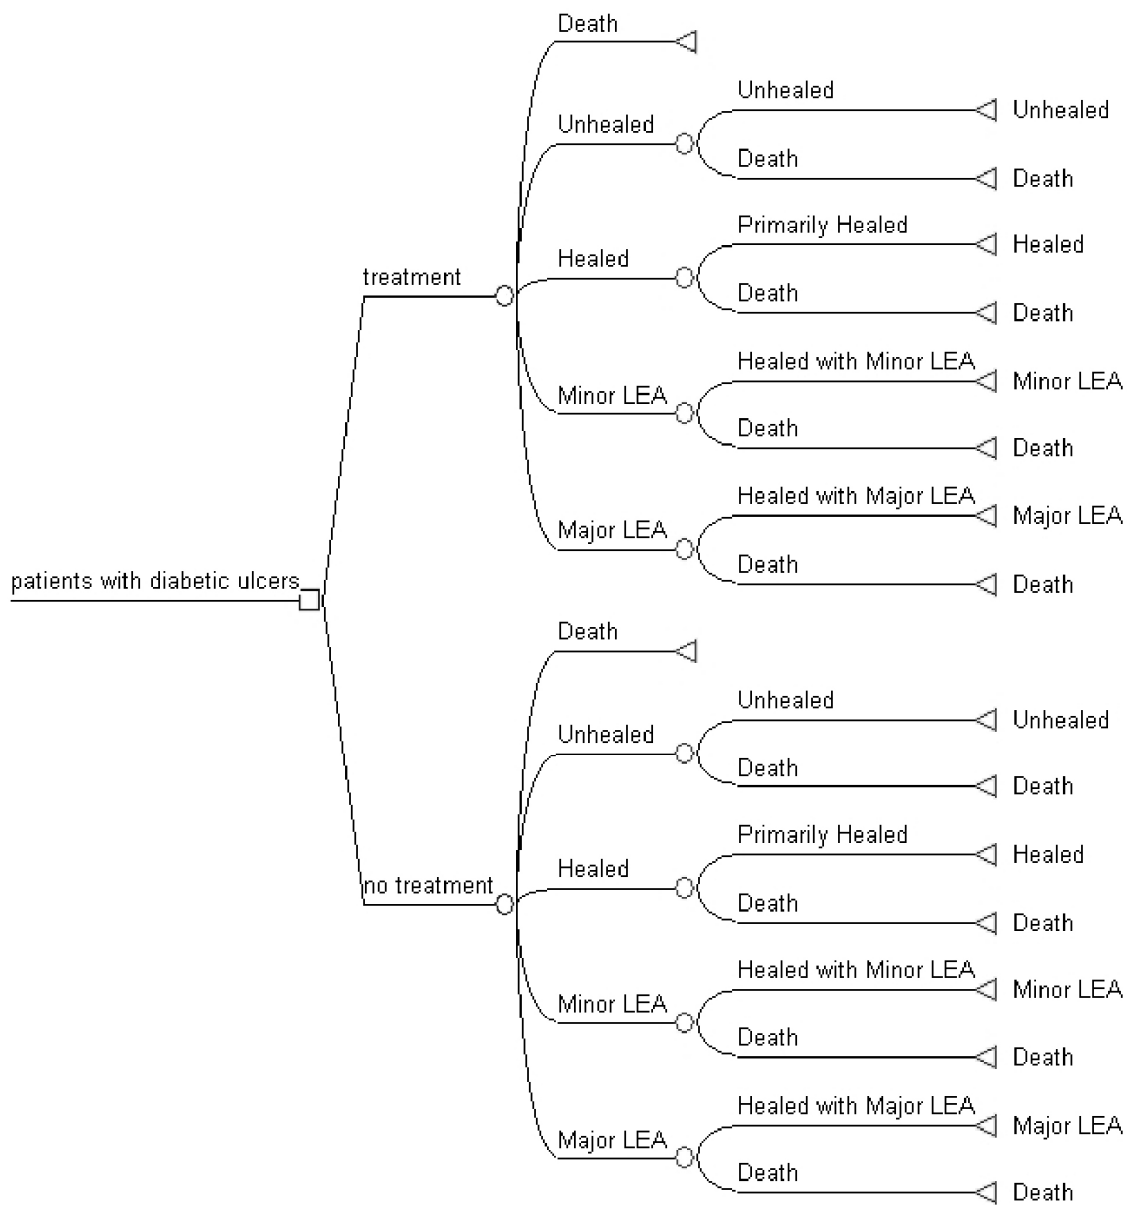 Death
Unhealed
Unhealed
Unhealed
Death
Death
treatment
Healed
Primarily Healed
Healed
Death
Death
Minor LEA
Healed with Minor LEA
Minor LEA
Death
Death
Major LEA
Healed with Major LEA
Major LEA
Death
Death
patients with diabetic ulcers
Death
Unhealed
Unhealed
Unhealed
Death
Death
no treatment
Healed
Primarily Healed
Healed
Death
Death
Minor LEA
Healed with Minor LEA
Minor LEA
Death
Death
Major LEA
Healed with Major LEA
Major LEA
Death
Death